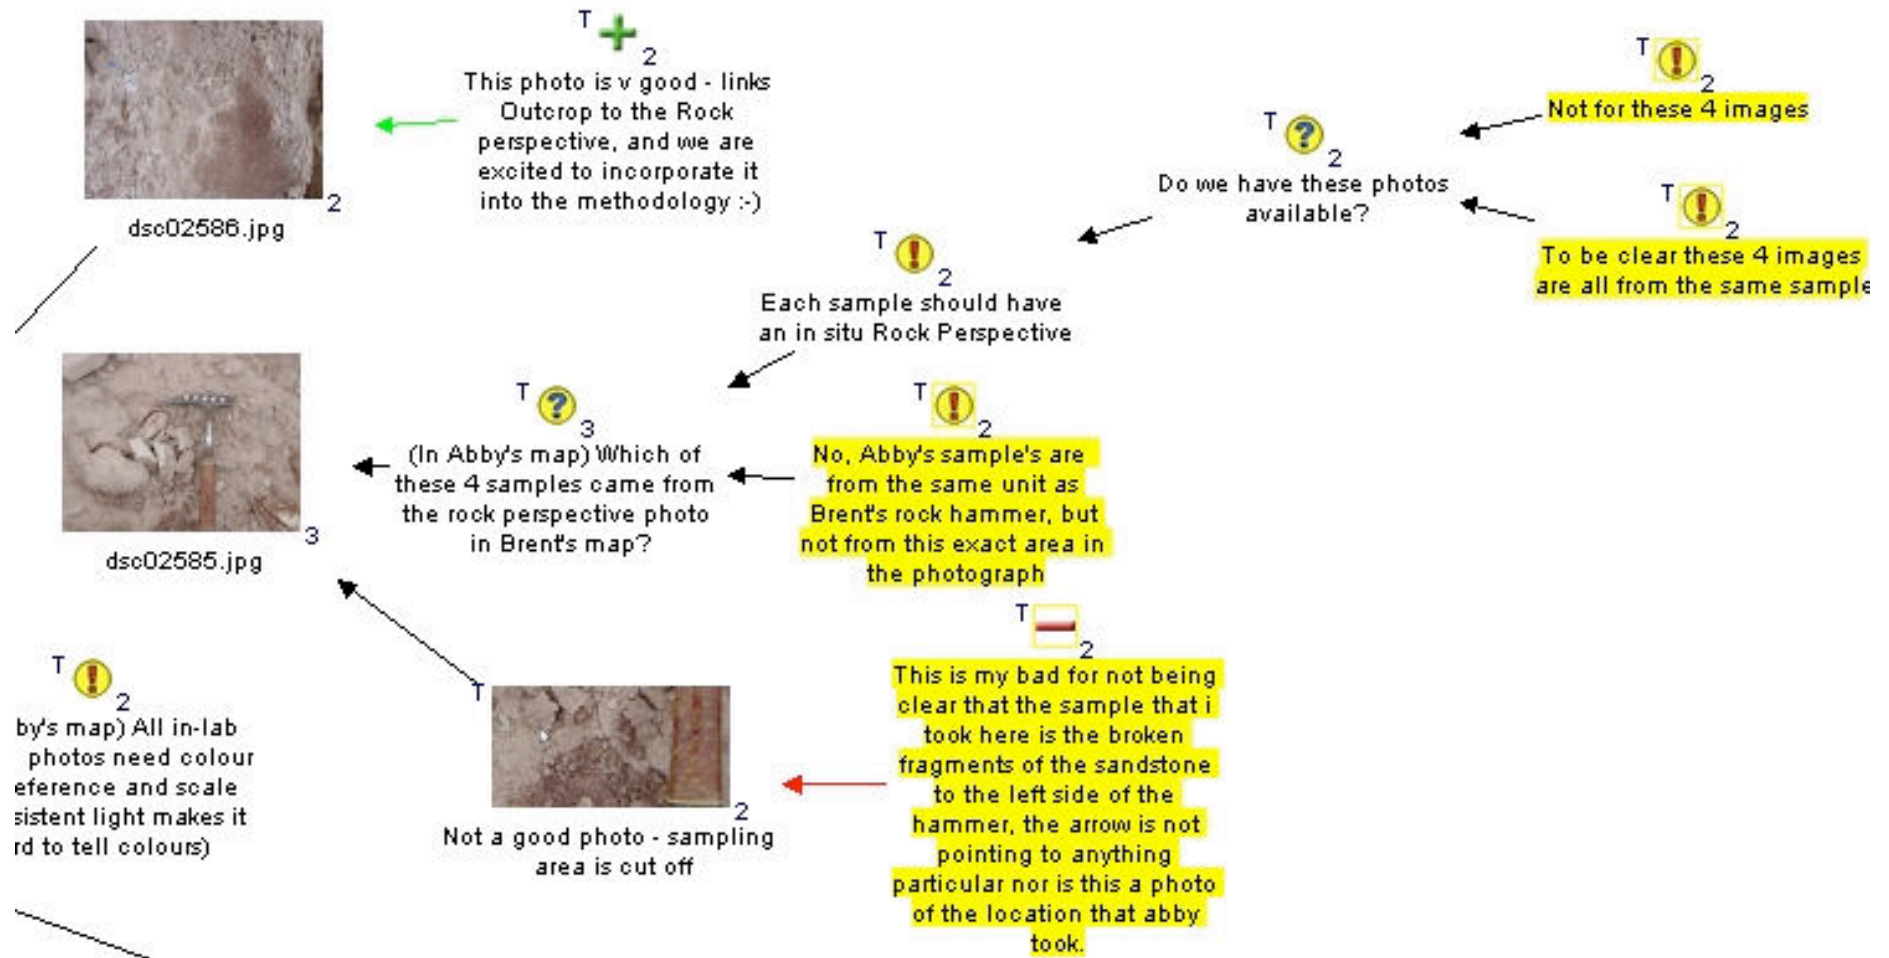 T
2
This photo is v good - links
Outcrop to the Rock
perspective, and we are
excited to incorporate it
into the methodology :-)
2
dsc02586.jpg
T
2
Not for these 4 images
T
2
Do we have these photos
available?
T
2
To be clear these 4 images
are all from the same sample
T
2
Each sample should have
an in situ Rock Perspective
3
dsc02585.jpg
T
3
(In Abby's map) Which of
these 4 samples came from
the rock perspective photo
in Brent's map?
T
2
No, Abby's sample's are
from the same unit as
Brent's rock hammer, but
not from this exact area in
the photograph
T
2
by's map) All in-lab
photos need colour
eference and scale
sistent light makes it
rd to tell colours)
T
2
Not a good photo - sampling
area is cut off
T
2
This is my bad for not being
clear that the sample that i
took here is the broken
fragments of the sandstone
to the left side of the
hammer, the arrow is not
pointing to anything
particular nor is this a photo
of the location that abby
took.